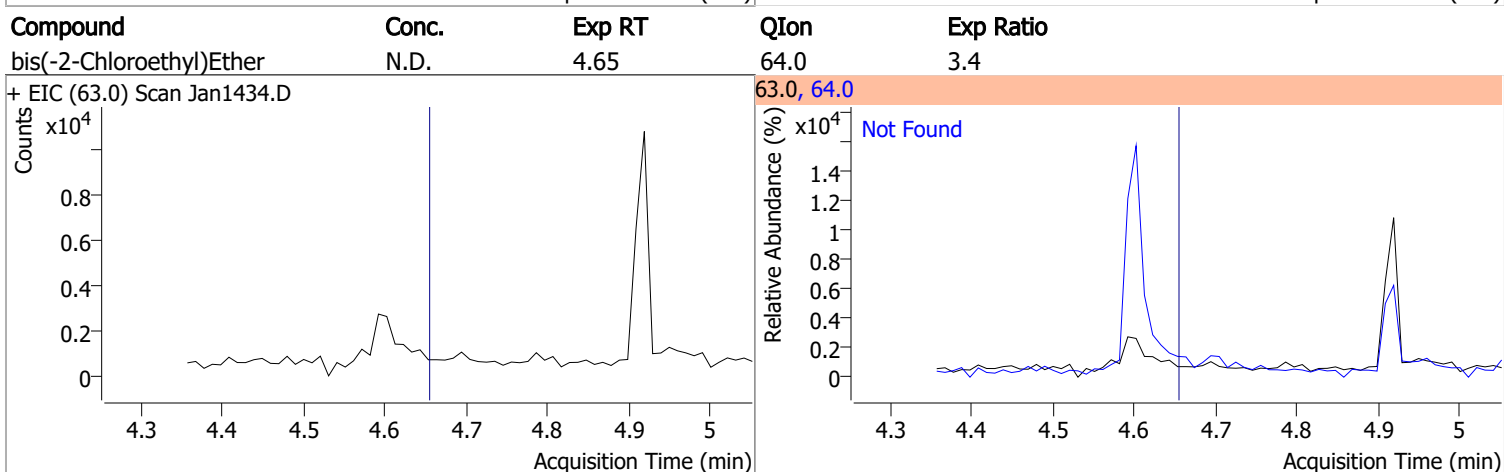 Compound Conc. Exp RT QIon Exp Ratio
bis(-2-Chloroethyl)Ether N.D. 4.65 64.0 3.4
+ EIC (63.0) Scan Jan1434.D
Counts
x10^4
0.8
0.6
0.4
0.2
0
4.3 4.4 4.5 4.6 4.7 4.8 4.9 5
Acquisition Time (min)
63.0, 64.0
Relative Abundance (%)
x10^4
Not Found
1.4
1.2
1
0.8
0.6
0.4
0.2
0
4.3 4.4 4.5 4.6 4.7 4.8 4.9 5
Acquisition Time (min)